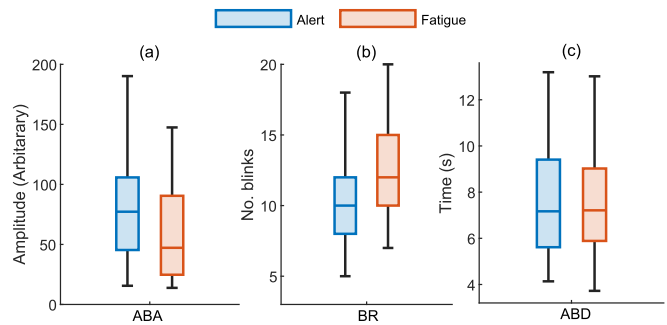 Alert Fatigue
(a) (b) (c)
Amplitude (Arbitarary)
200
150
100
50
0
ABA
No. blinks
20
15
10
5
BR
Time (s)
12
10
8
6
4
ABD